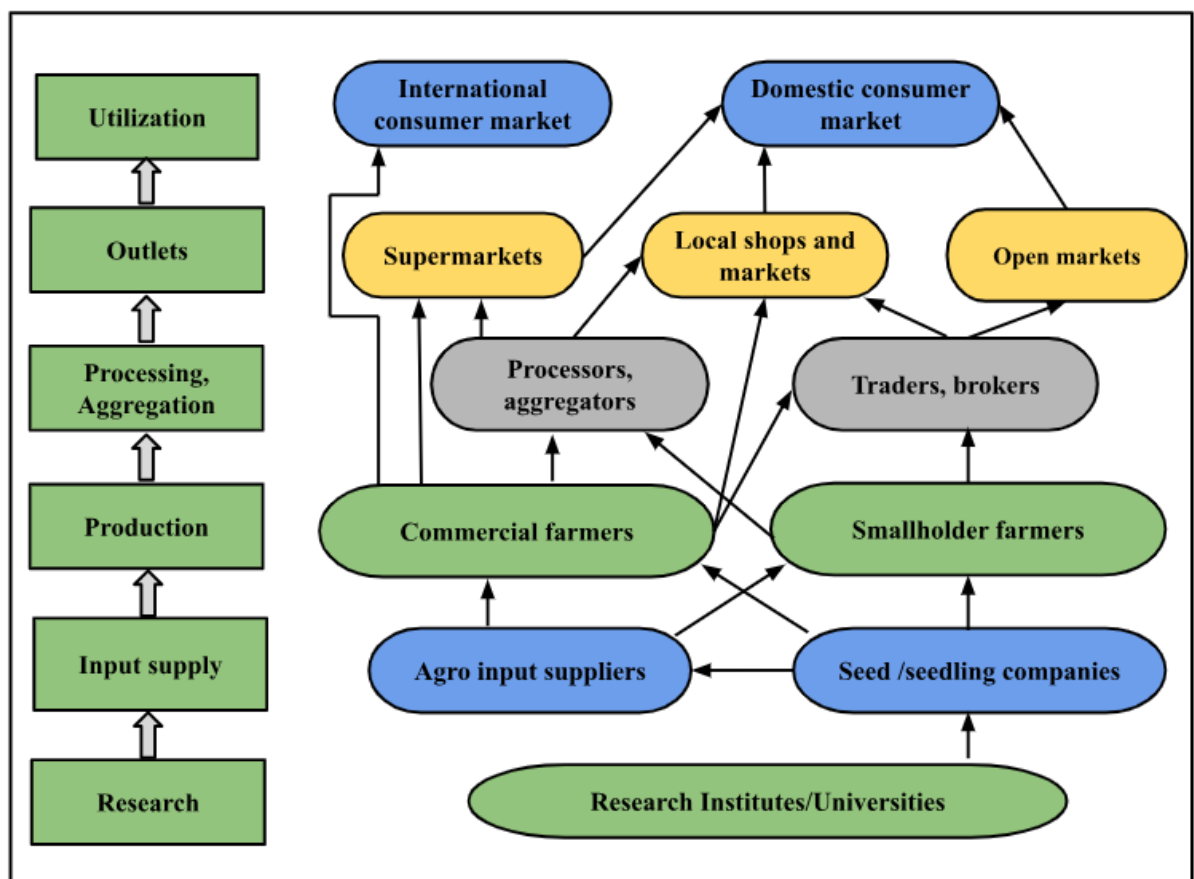 Utilization
International
consumer market
Domestic consumer
market
Outlets
Supermarkets
Local shops and
markets
Open markets
Processing,
Aggregation
Processors,
aggregators
Traders, brokers
Production
Commercial farmers
Smallholder farmers
Input supply
Agro input suppliers
Seed /seedling companies
Research
Research Institutes/Universities